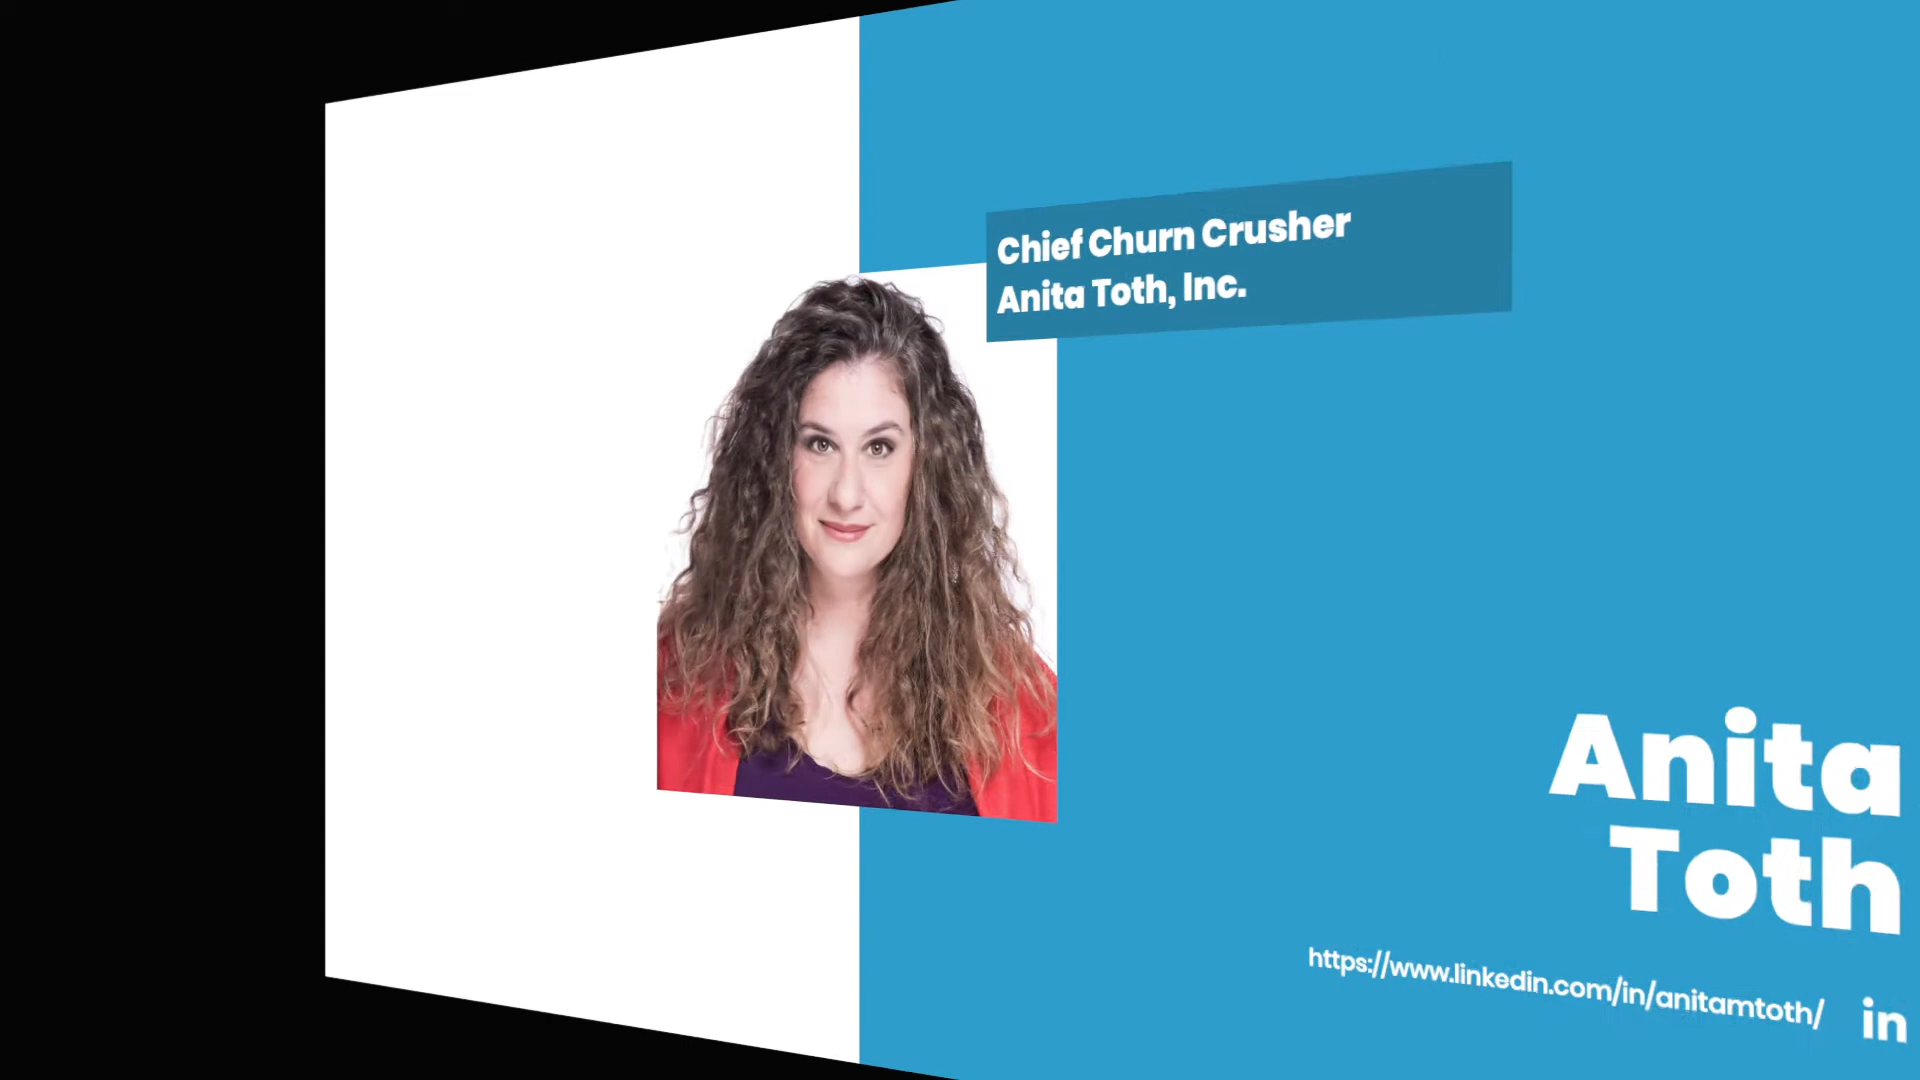 Chief Churn Crusher
Anita Toth, Inc.
Anita
Toth
https://www.linkedin.com/in/anitamtoth/
in